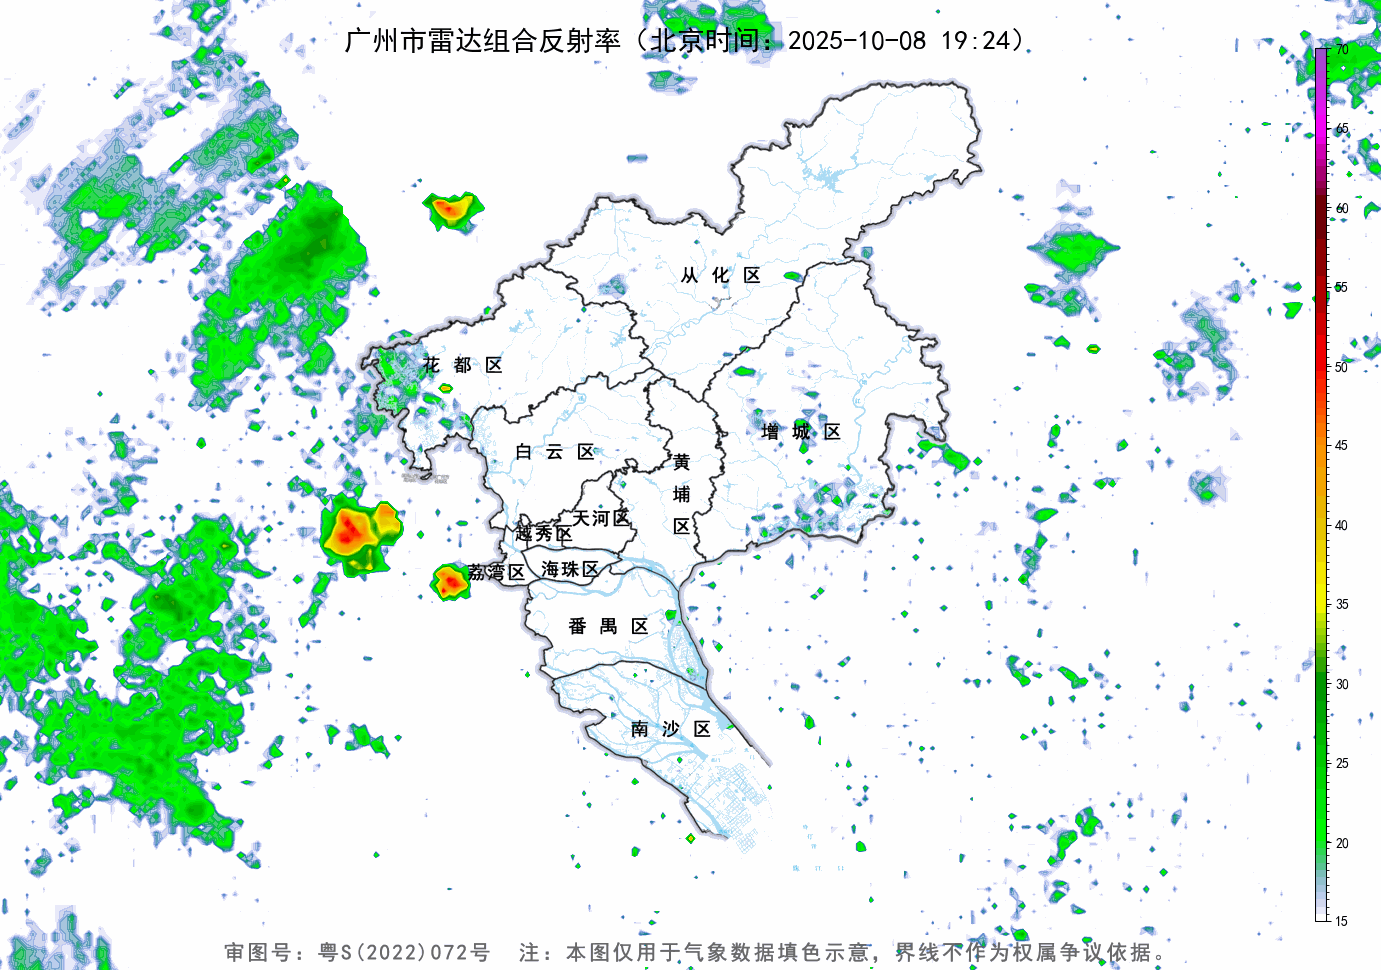 广州市雷达组合反射率（北京时间：2025-10-08 19:24）
70
65
60
55
50
45
40
35
30
25
20
15
从化区
花都区
增城区
白云区
黄埔区
天河区
越秀区
荔湾区
海珠区
番禺区
南沙区
审图号：粤S(2022)072号 注：本图仅用于气象数据填色示意，界线不作为权属争议依据。